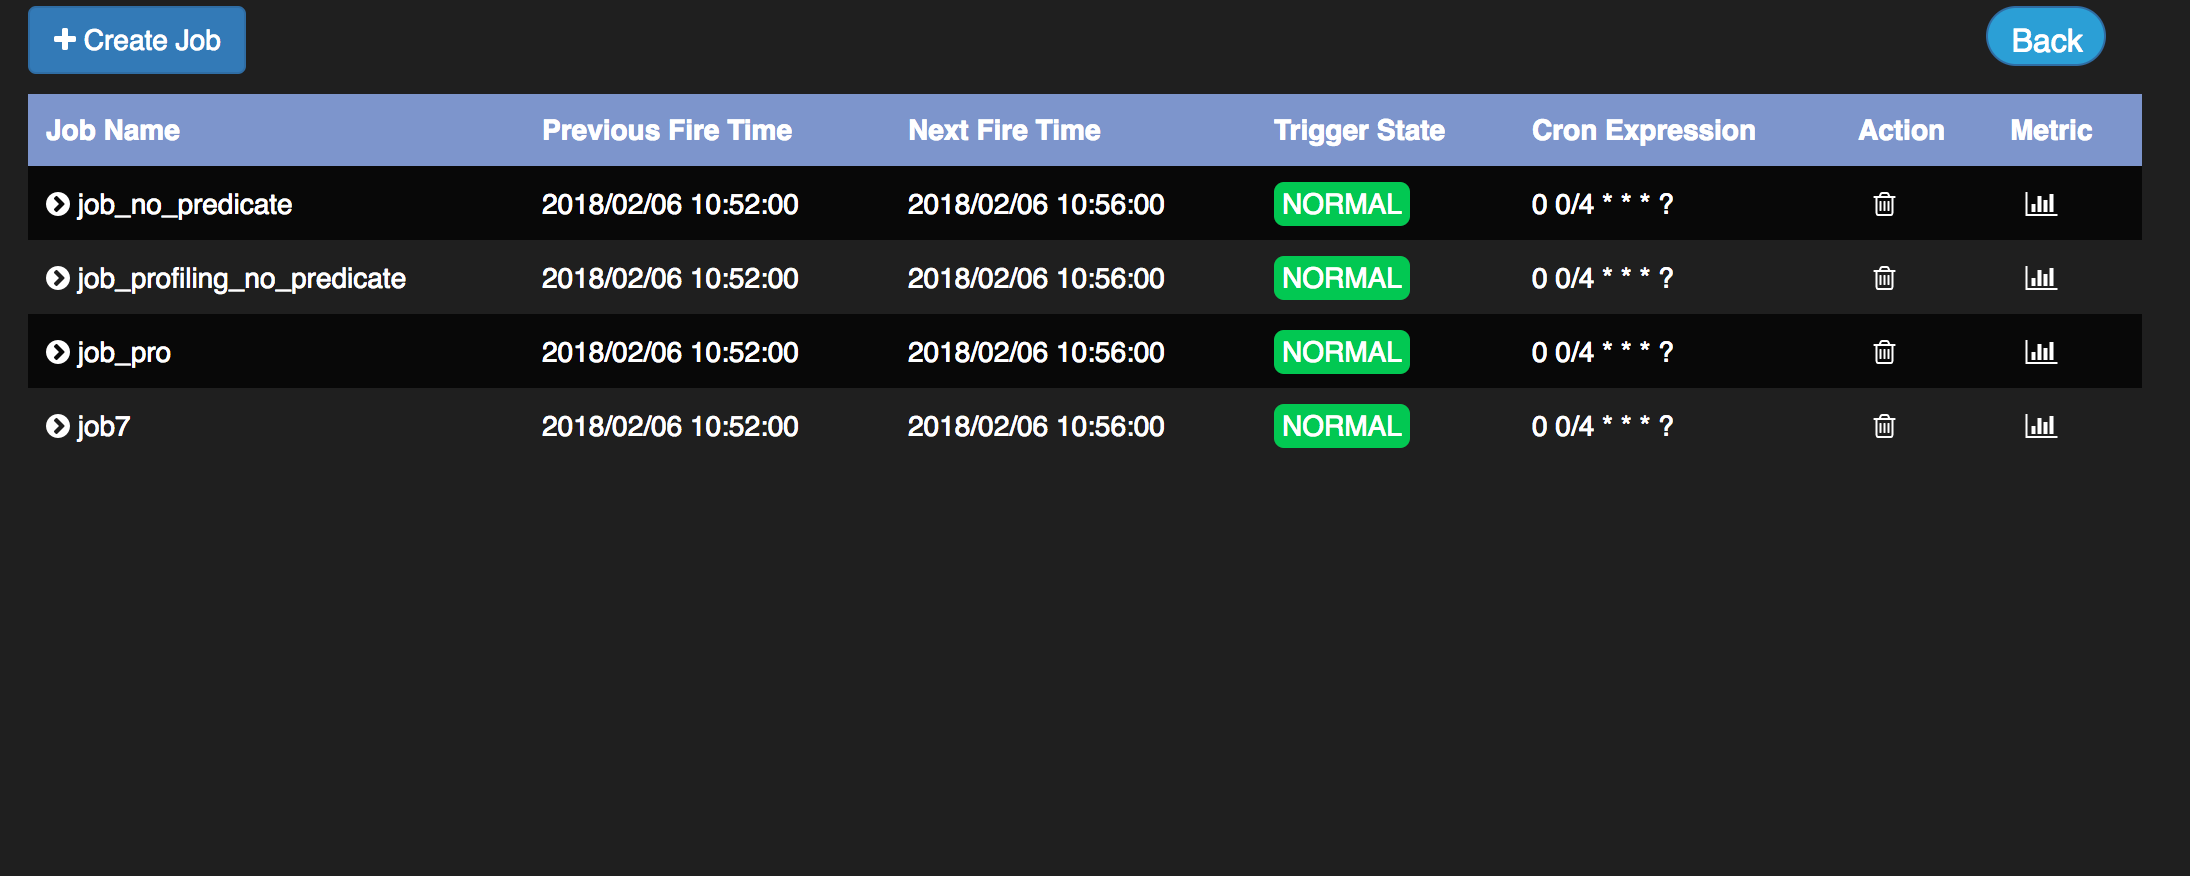 Create Job Back
Job Name Previous Fire Time Next Fire Time Trigger State Cron Expression Action Metric
job_no_predicate 2018/02/06 10:52:00 2018/02/06 10:56:00 NORMAL 0 0/4 * * * ?
job_profiling_no_predicate 2018/02/06 10:52:00 2018/02/06 10:56:00 NORMAL 0 0/4 * * * ?
job_pro 2018/02/06 10:52:00 2018/02/06 10:56:00 NORMAL 0 0/4 * * * ?
job7 2018/02/06 10:52:00 2018/02/06 10:56:00 NORMAL 0 0/4 * * * ?